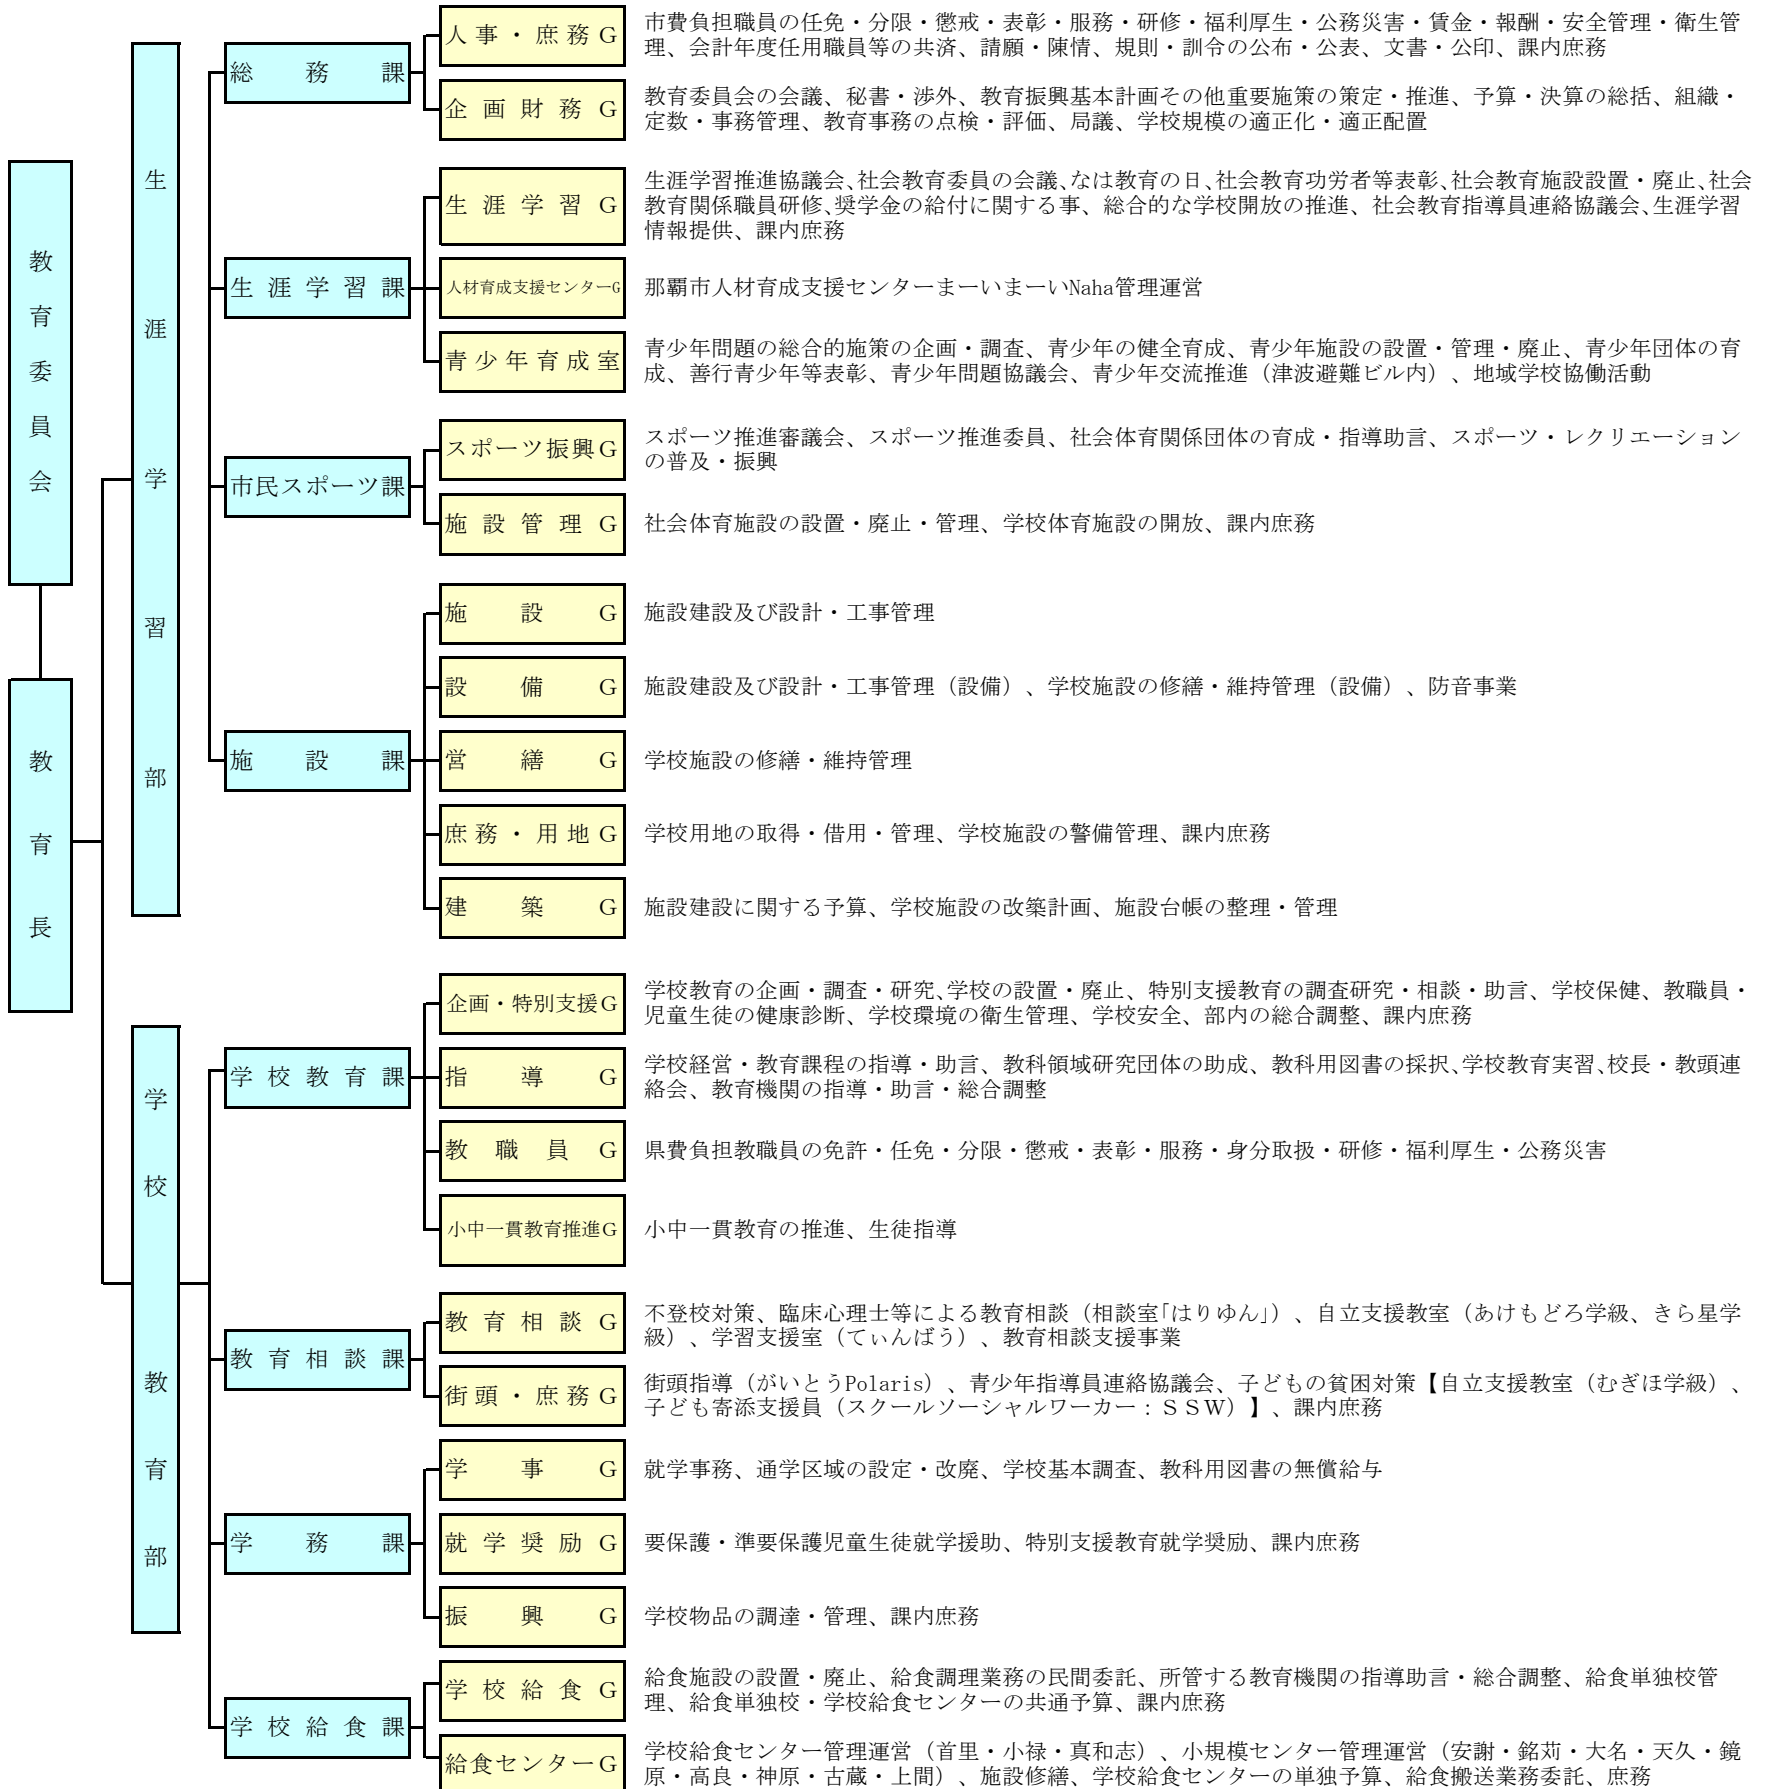 教育委員会
教育長
生涯学習部
総務課
人事・庶務G
市費負担職員の任免・分限・懲戒・表彰・服務・研修・福利厚生・公務災害・賃金・報酬・安全管理・衛生管
理、会計年度任用職員等の共済、請願・陳情、規則・訓令の公布・公表、文書・公印、課内庶務
企画財務G
教育委員会の会議、秘書・渉外、教育振興基本計画その他重要施策の策定・推進、予算・決算の総括、組織・
定数・事務管理、教育事務の点検・評価、局議、学校規模の適正化・適正配置
生涯学習課
生涯学習G
生涯学習推進協議会、社会教育委員の会議、なは教育の日、社会教育功労者等表彰、社会教育施設設置・廃止、社会
教育関係職員研修、奨学金の給付に関する事、総合的な学校開放の推進、社会教育指導員連絡協議会、生涯学習
情報提供、課内庶務
人材育成支援センターG
那覇市人材育成支援センターまーいまーいNaha管理運営
青少年育成室
青少年問題の総合的施策の企画・調査、青少年の健全育成、青少年施設の設置・管理・廃止、青少年団体の育
成、善行青少年等表彰、青少年問題協議会、青少年交流推進（津波避難ビル内）、地域学校協働活動
市民スポーツ課
スポーツ振興G
スポーツ推進審議会、スポーツ推進委員、社会体育関係団体の育成・指導助言、スポーツ・レクリエーション
の普及・振興
施設管理G
社会体育施設の設置・廃止・管理、学校体育施設の開放、課内庶務
施設課
施設G
施設建設及び設計・工事管理
設備G
施設建設及び設計・工事管理（設備）、学校施設の修繕・維持管理（設備）、防音事業
営繕G
学校施設の修繕・維持管理
庶務・用地G
学校用地の取得・借用・管理、学校施設の警備管理、課内庶務
建築G
施設建設に関する予算、学校施設の改築計画、施設台帳の整理・管理
学校教育部
学校教育課
企画・特別支援G
学校教育の企画・調査・研究、学校の設置・廃止、特別支援教育の調査研究・相談・助言、学校保健、教職員・
児童生徒の健康診断、学校環境の衛生管理、学校安全、部内の総合調整、課内庶務
指導G
学校経営・教育課程の指導・助言、教科領域研究団体の助成、教科用図書の採択、学校教育実習、校長・教頭連
絡会、教育機関の指導・助言・総合調整
教職員G
県費負担教職員の免許・任免・分限・懲戒・表彰・服務・身分取扱・研修・福利厚生・公務災害
小中一貫教育推進G
小中一貫教育の推進、生徒指導
教育相談課
教育相談G
不登校対策、臨床心理士等による教育相談（相談室「はりゆん」）、自立支援教室（あけもどろ学級、きら星学
級）、学習支援室（てぃんばう）、教育相談支援事業
街頭・庶務G
街頭指導（がいとうPolaris）、青少年指導員連絡協議会、子どもの貧困対策【自立支援教室（むぎほ学級）、
子ども寄添支援員（スクールソーシャルワーカー：ＳＳＷ）】、課内庶務
学務課
学事G
就学事務、通学区域の設定・改廃、学校基本調査、教科用図書の無償給与
就学奨励G
要保護・準要保護児童生徒就学援助、特別支援教育就学奨励、課内庶務
振興G
学校物品の調達・管理、課内庶務
学校給食課
学校給食G
給食施設の設置・廃止、給食調理業務の民間委託、所管する教育機関の指導助言・総合調整、給食単独校管
理、給食単独校・学校給食センターの共通予算、課内庶務
給食センターG
学校給食センター管理運営（首里・小禄・真和志）、小規模センター管理運営（安謝・銘苅・大名・天久・鏡
原・高良・神原・古蔵・上間）、施設修繕、学校給食センターの単独予算、給食搬送業務委託、庶務